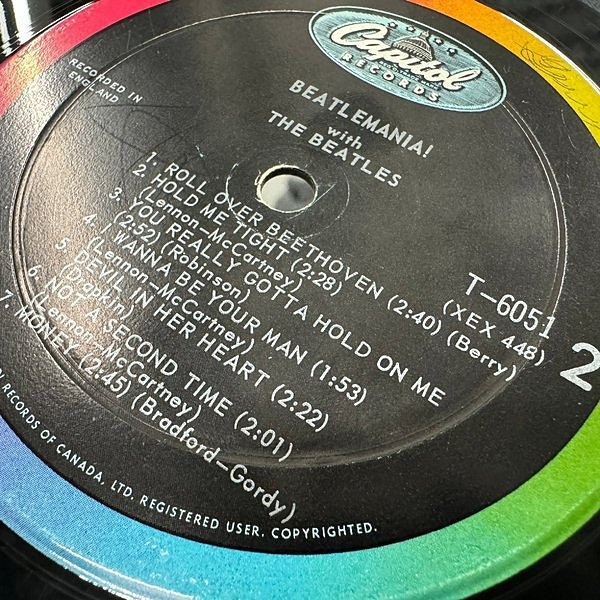 Capitol
RECORDS
RECORDED IN
ENGLAND
BEATLEMANIA!
with
THE BEATLES
T-6051
(XEX 448)
2
1. ROLL OVER BEETHOVEN (2:40) (Berry)
2. HOLD ME TIGHT (2:28)
(Lennon-McCartney)
3. YOU REALLY GOTTA HOLD ON ME
(2:52) (Robinson)
4. I WANNA BE YOUR MAN (1:53)
(Lennon-McCartney)
5. DEVIL IN HER HEART (2:22)
(Drapkin)
6. NOT A SECOND TIME (2:01)
(Lennon-McCartney)
7. HONEY (2:45) (Bradford-Gordy)
RECORDS OF CANADA, LTD. REGISTERED USER. COPYRIGHTED.